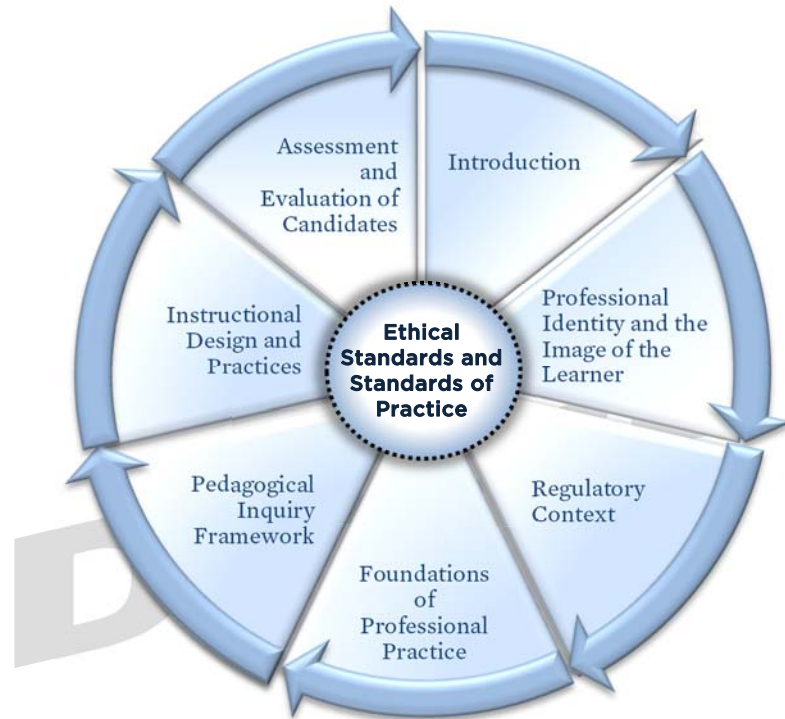 Introduction
Professional
Identity and the
Image of the
Learner
Regulatory
Context
Foundations
of
Professional
Practice
Pedagogical
Inquiry
Framework
Instructional
Design and
Practices
Assessment
and
Evaluation of
Candidates
Ethical
Standards and
Standards of
Practice
D